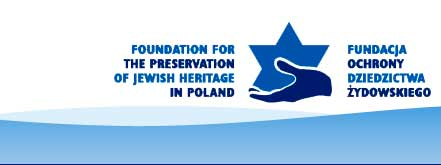 FOUNDATION FOR
THE PRESERVATION
OF JEWISH HERITAGE
IN POLAND
FUNDACJA
OCHRONY
DZIEDZICTWA
ŻYDOWSKIEGO